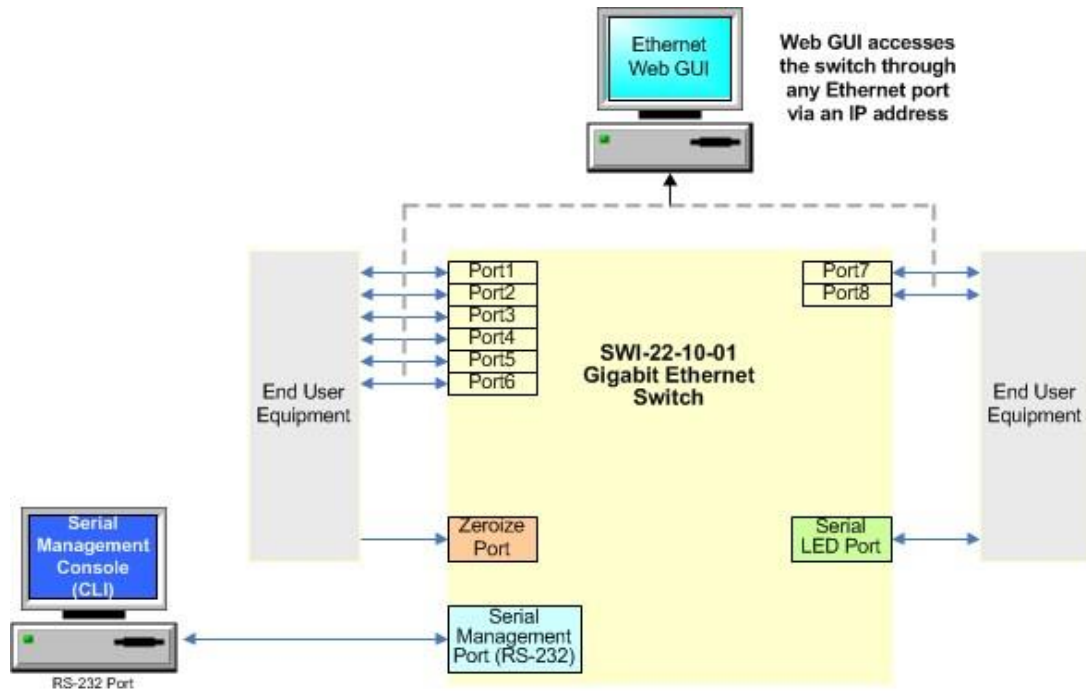 Ethernet
Web GUI
Web GUI accesses
the switch through
any Ethernet port
via an IP address
Port1
Port2
Port3
Port4
Port5
Port6
Port7
Port8
SWI-22-10-01
Gigabit Ethernet
Switch
End User
Equipment
End User
Equipment
Zeroize
Port
Serial
LED Port
Serial
Management
Console
(CLI)
Serial
Management
Port (RS-232)
RS-232 Port